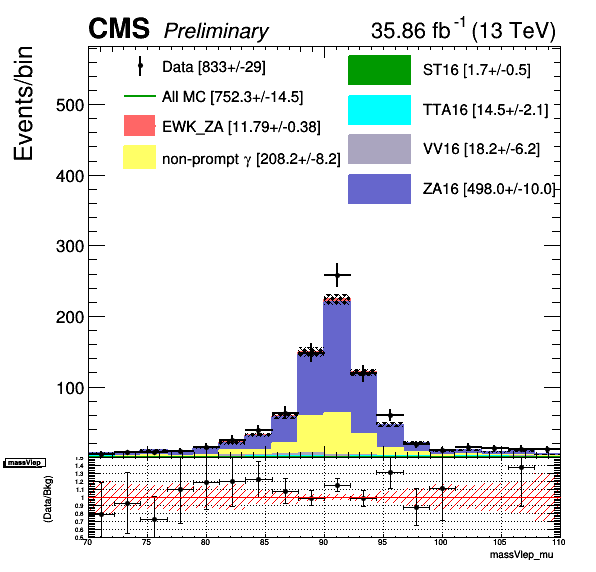 CMS Preliminary 35.86 fb⁻¹ (13 TeV)
Events/bin
Data [833+/-29]
All MC [752.3+/-14.5]
EWK_ZA [11.79+/-0.38]
non-prompt γ [208.2+/-8.2]
ST16 [1.7+/-0.5]
TTA16 [14.5+/-2.1]
VV16 [18.2+/-6.2]
ZA16 [498.0+/-10.0]
500
400
300
200
100
massVlep
(Data/Bkg)
1.5
1.4
1.3
1.2
1.1
1
0.9
0.8
0.7
0.6
0.5
70 75 80 85 90 95 100 105 110
massVlep_mu